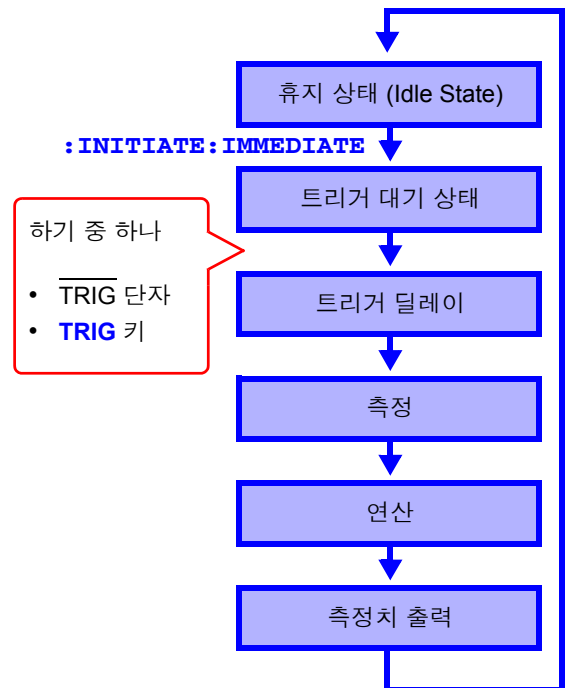 휴지 상태 (Idle State)
:INITIATE:IMMEDIATE
트리거 대기 상태
하기 중 하나
• TRIG 단자
• TRIG 키
트리거 딜레이
측정
연산
측정치 출력